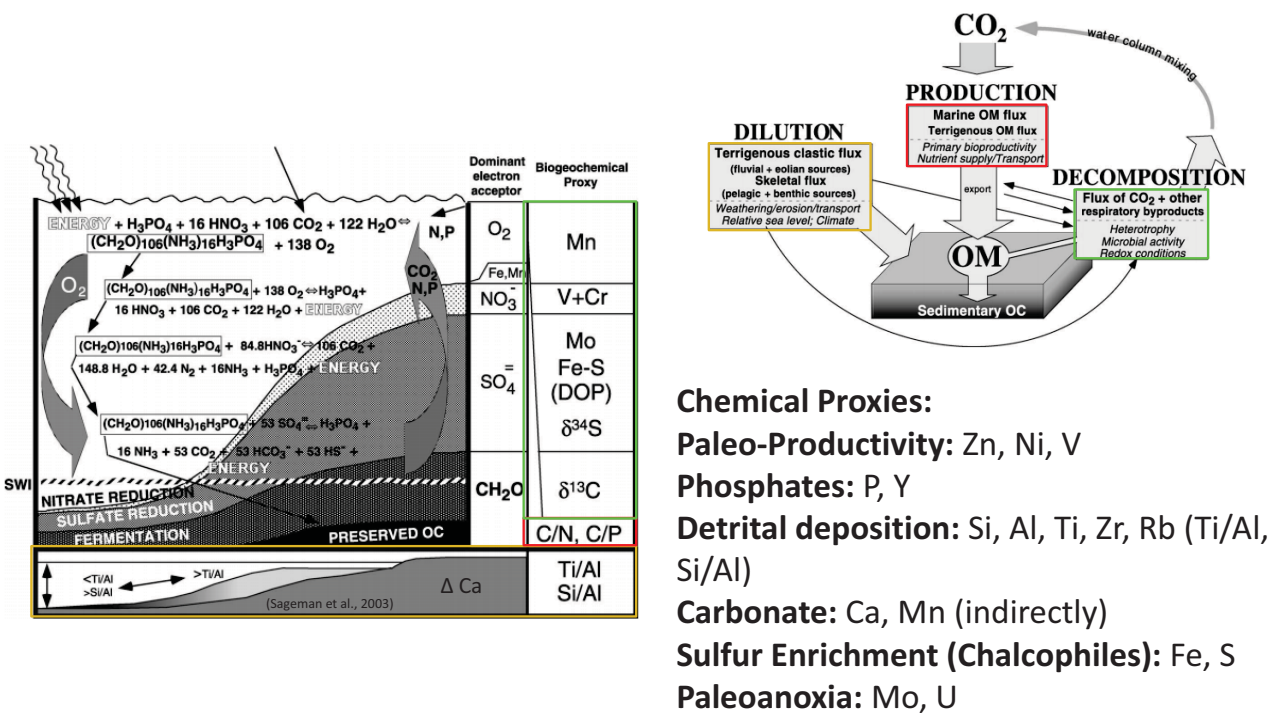 Dominant
electron
acceptor
Biogeochemical
Proxy
ENERGY + H₃PO₄ + 16 HNO₃ + 106 CO₂ + 122 H₂O⇔
(CH₂O)106(NH₃)16H₃PO₄ + 138 O₂
N,P
O₂
Mn
O₂
CO₂
N,P
Fe,Mn
(CH₂O)₁₀₆(NH₃)₁₆H₃PO₄ + 138 O₂⇔H₃PO₄+
16 HNO₃ + 106 CO₂ + 122 H₂O + ENERGY
NO₃⁻
V+Cr
(CH₂O)106(NH₃)16H₃PO₄ + 84.8HNO₃⁻⇔106 CO₂ +
148.8 H₂O + 42.4 N₂ + 16NH₃ + H₃PO₄ + ENERGY
SO₄⁼
Mo
Fe-S
(DOP)
δ³⁴S
(CH₂O)106(NH₃)₁₆H₃PO₄ + 53 SO₄⁼⇔H₃PO₄ +
16 NH₃ + 53 CO₂ + 53 HCO₃⁻ + 53 HS⁻ +
ENERGY
SWI
CH₂O
δ¹³C
NITRATE REDUCTION
SULFATE REDUCTION
FERMENTATION
PRESERVED OC
C/N, C/P
<Ti/Al
>Si/Al
>Ti/Al
(Sageman et al., 2003)
Δ Ca
Ti/Al
Si/Al
CO₂
water column mixing
PRODUCTION
Marine OM flux
Terrigenous OM flux
Primary bioproductivity
Nutrient supply/Transport
DILUTION
Terrigenous clastic flux
(fluvial + eolian sources)
Skeletal flux
(pelagic + benthic sources)
Weathering/erosion/transport
Relative sea level; Climate
export
DECOMPOSITION
Flux of CO₂ + other
respiratory byproducts
Heterotrophy
Microbial activity
Redox conditions
OM
Sedimentary OC
Chemical Proxies:
Paleo-Productivity: Zn, Ni, V
Phosphates: P, Y
Detrital deposition: Si, Al, Ti, Zr, Rb (Ti/Al,
Si/Al)
Carbonate: Ca, Mn (indirectly)
Sulfur Enrichment (Chalcophiles): Fe, S
Paleoanoxia: Mo, U